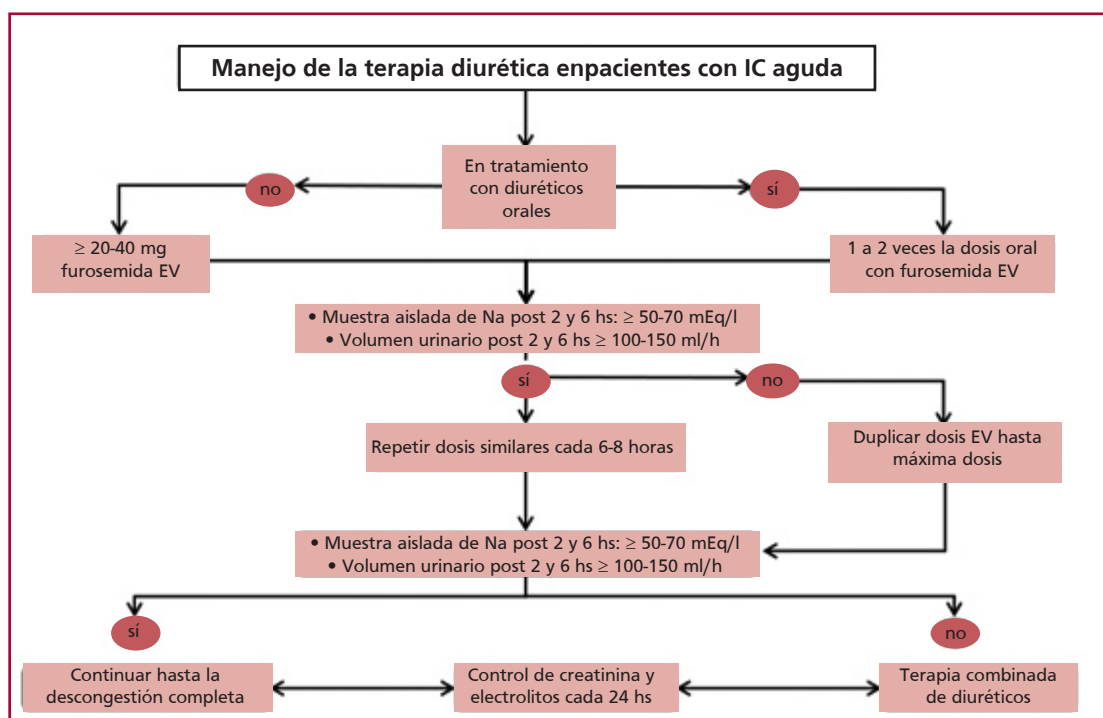 Manejo de la terapia diurética enpacientes con IC aguda
En tratamiento
con diuréticos
orales
no
sí
≥ 20-40 mg
furosemida EV
1 a 2 veces la dosis oral
con furosemida EV
• Muestra aislada de Na post 2 y 6 hs: ≥ 50-70 mEq/l
• Volumen urinario post 2 y 6 hs ≥ 100-150 ml/h
sí
no
Repetir dosis similares cada 6-8 horas
Duplicar dosis EV hasta
máxima dosis
• Muestra aislada de Na post 2 y 6 hs: ≥ 50-70 mEq/l
• Volumen urinario post 2 y 6 hs ≥ 100-150 ml/h
sí
no
Continuar hasta la
descongestión completa
Control de creatinina y
electrolitos cada 24 hs
Terapia combinada
de diuréticos